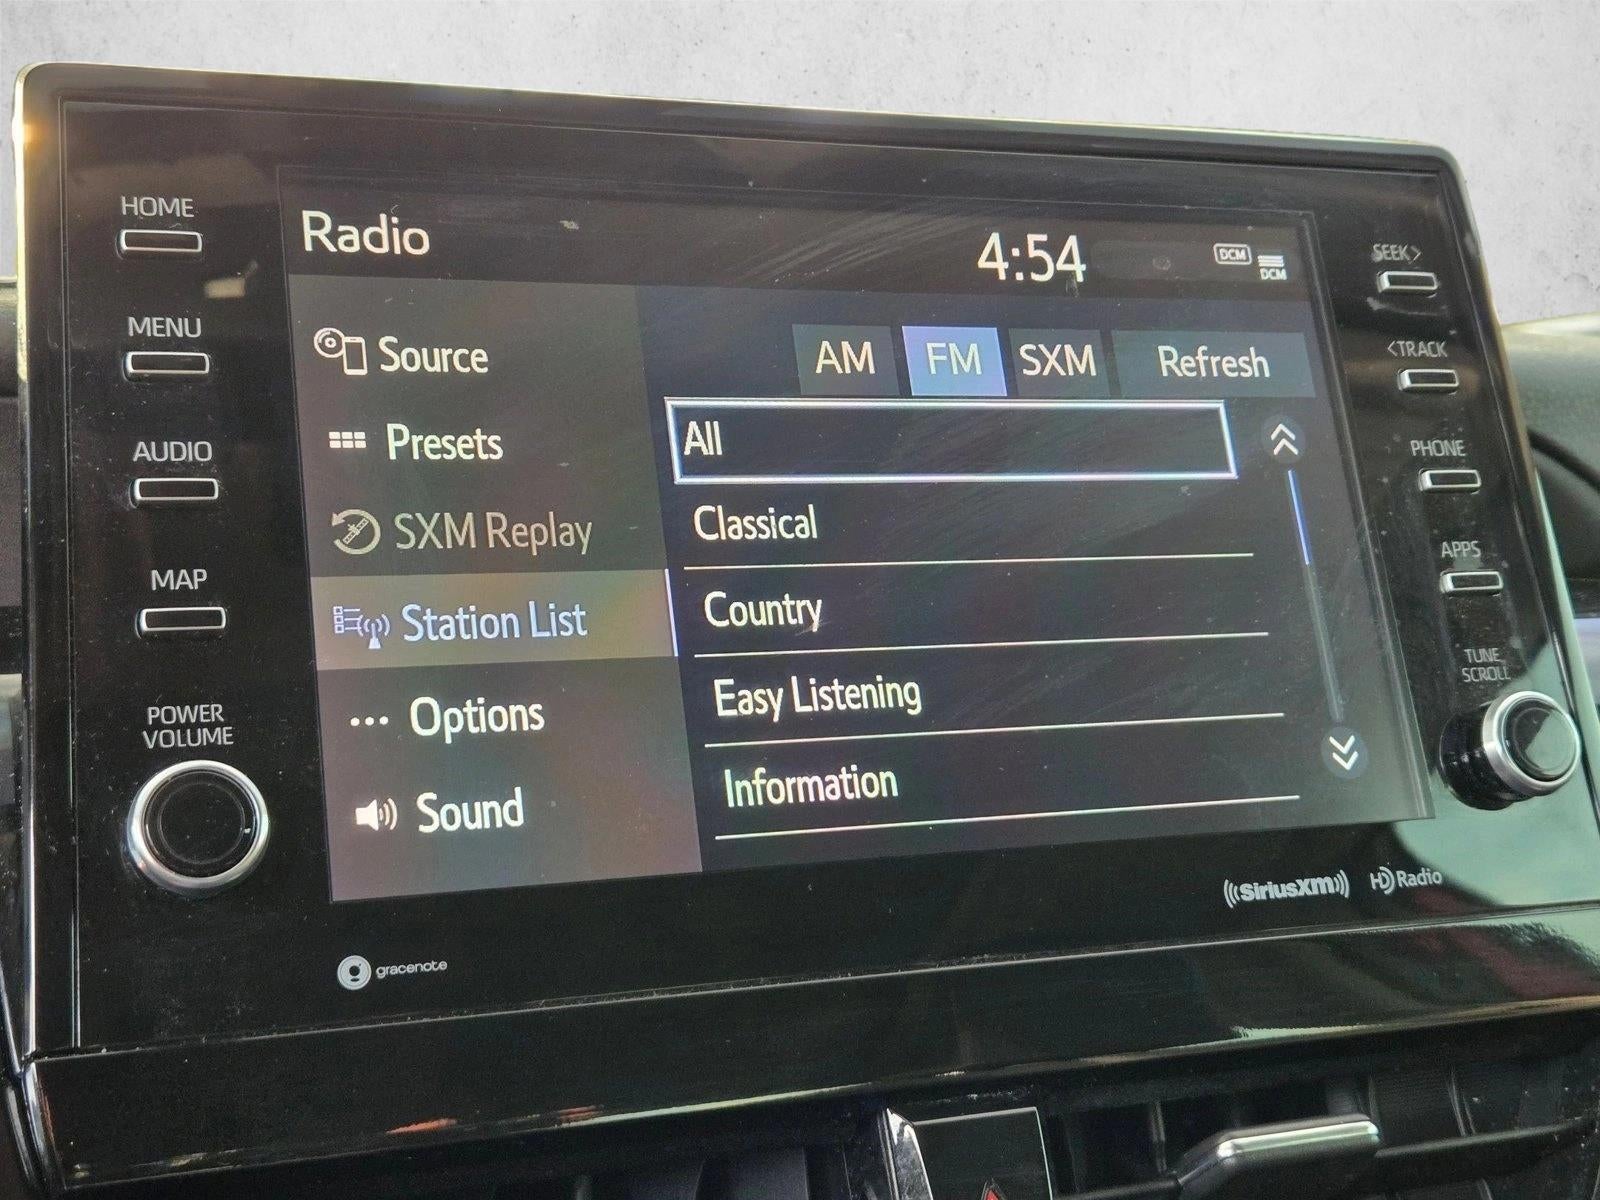 HOME
MENU
AUDIO
MAP
POWER
VOLUME
Radio
4:54
DCM
DCM
Source
Presets
SXM Replay
Station List
Options
Sound
AM
FM
SXM
Refresh
All
Classical
Country
Easy Listening
Information
SEEK>
<TRACK
PHONE
APPS
TUNE
SCROLL
gracenote
((SiriusXM))
HD Radio